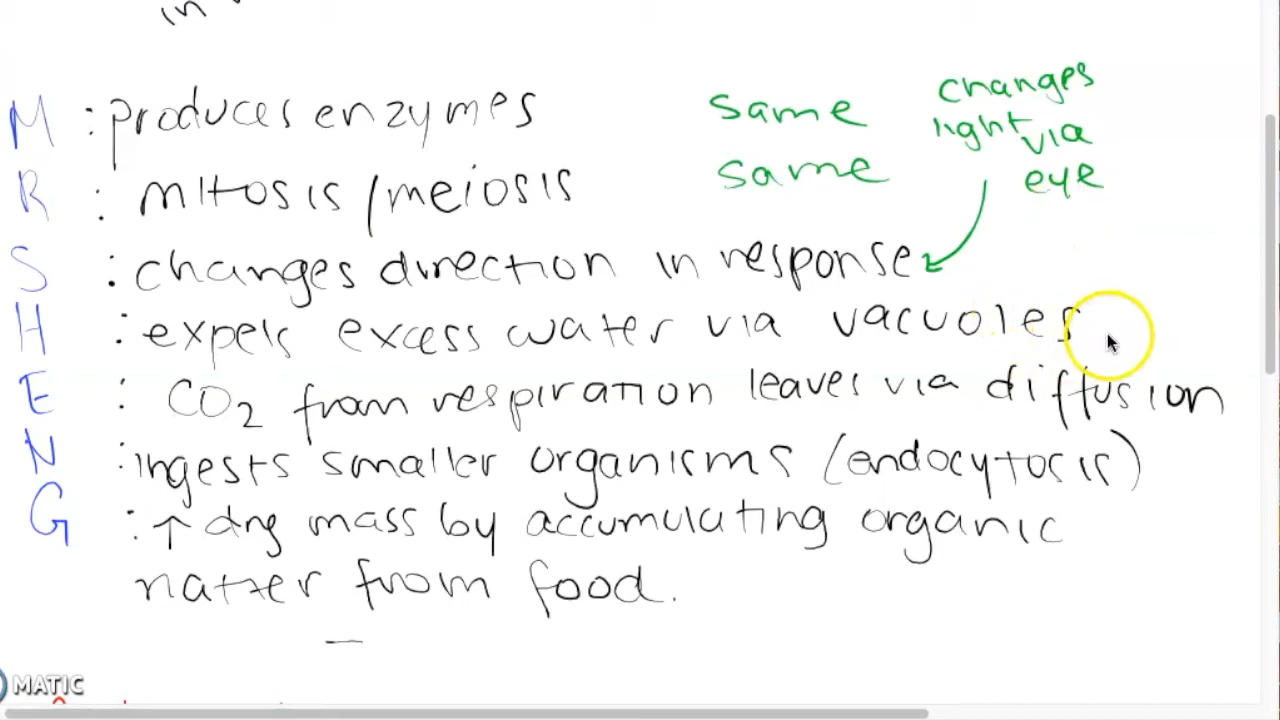 in
M : produces enzymes same changes light via eye
R : mitosis/meiosis same
S : changes direction in response
H : expels excess water via vacuoles
E : CO2 from respiration leaves via diffusion
N : ingests smaller organisms (endocytosis)
G : ↑ dry mass by accumulating organic
matter from food.
MATIC